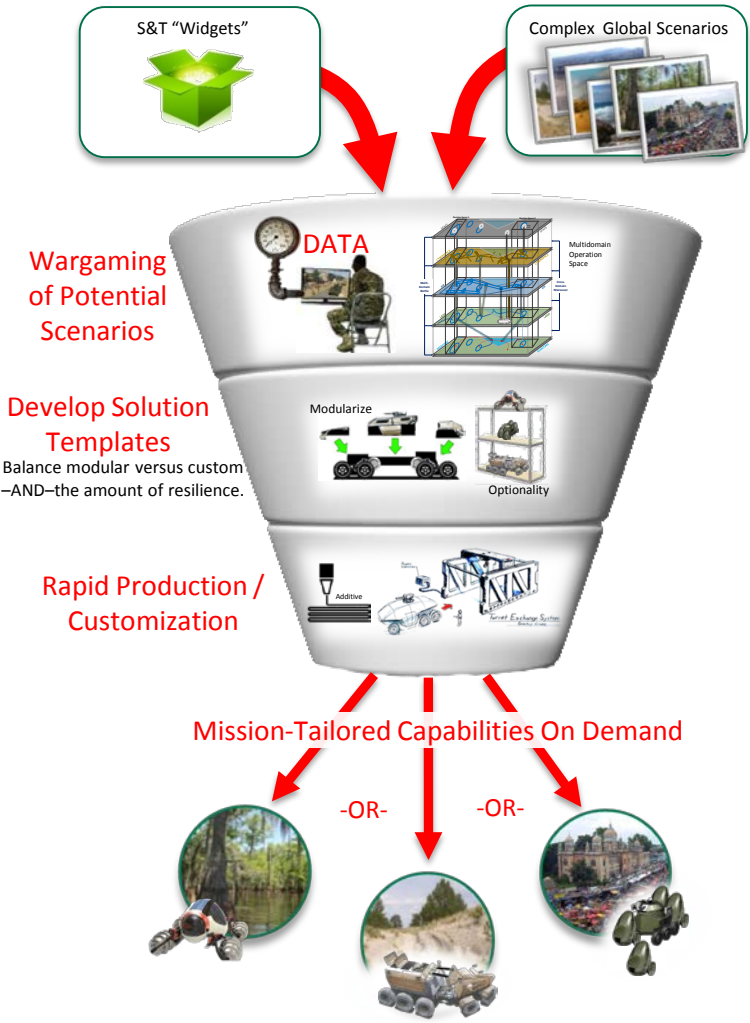 S&T “Widgets”
Complex Global Scenarios
Wargaming
of Potential
Scenarios
DATA
Multidomain
Operation
Space
Develop Solution
Templates
Balance modular versus custom
–AND–the amount of resilience.
Modularize
Optionality
Rapid Production /
Customization
Additive
Turret Exchange System
Mission-Tailored Capabilities On Demand
-OR-
-OR-